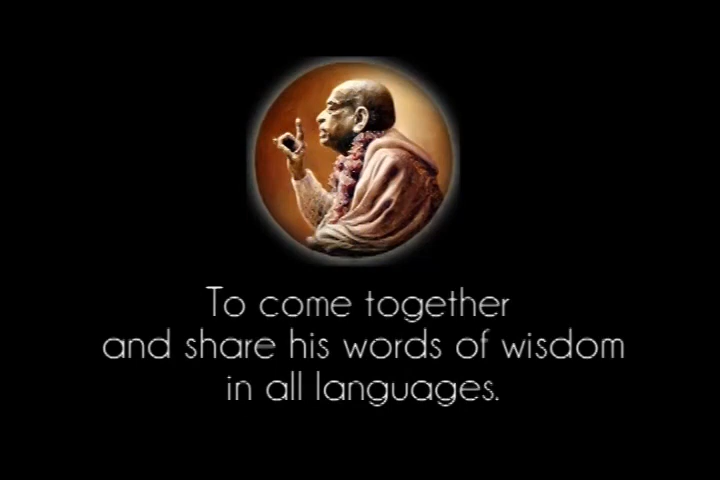 To come together
and share his words of wisdom
in all languages.